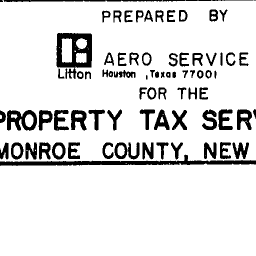 PREPARED BY
AERO SERVICE
Litton Houston , Texas 77001
FOR THE
PROPERTY TAX SERV
MONROE COUNTY, NEW